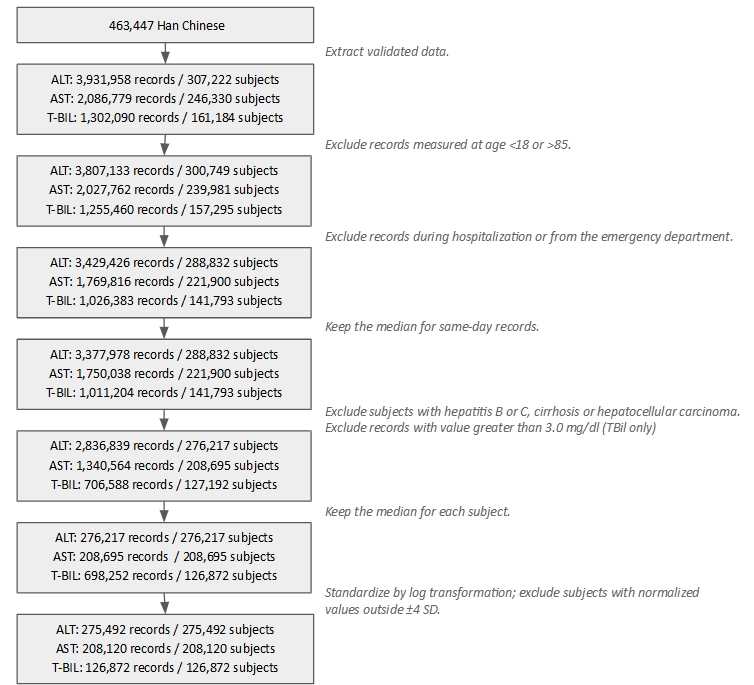 463,447 Han Chinese
Extract validated data.
ALT: 3,931,958 records / 307,222 subjects
AST: 2,086,779 records / 246,330 subjects
T-BIL: 1,302,090 records / 161,184 subjects
Exclude records measured at age <18 or >85.
ALT: 3,807,133 records / 300,749 subjects
AST: 2,027,762 records / 239,981 subjects
T-BIL: 1,255,460 records / 157,295 subjects
Exclude records during hospitalization or from the emergency department.
ALT: 3,429,426 records / 288,832 subjects
AST: 1,769,816 records / 221,900 subjects
T-BIL: 1,026,383 records / 141,793 subjects
Keep the median for same-day records.
ALT: 3,377,978 records / 288,832 subjects
AST: 1,750,038 records / 221,900 subjects
T-BIL: 1,011,204 records / 141,793 subjects
Exclude subjects with hepatitis B or C, cirrhosis or hepatocellular carcinoma.
Exclude records with value greater than 3.0 mg/dl (TBil only)
ALT: 2,836,839 records / 276,217 subjects
AST: 1,340,564 records / 208,695 subjects
T-BIL: 706,588 records / 127,192 subjects
Keep the median for each subject.
ALT: 276,217 records / 276,217 subjects
AST: 208,695 records / 208,695 subjects
T-BIL: 698,252 records / 126,872 subjects
Standardize by log transformation; exclude subjects with normalized
values outside ±4 SD.
ALT: 275,492 records / 275,492 subjects
AST: 208,120 records / 208,120 subjects
T-BIL: 126,872 records / 126,872 subjects